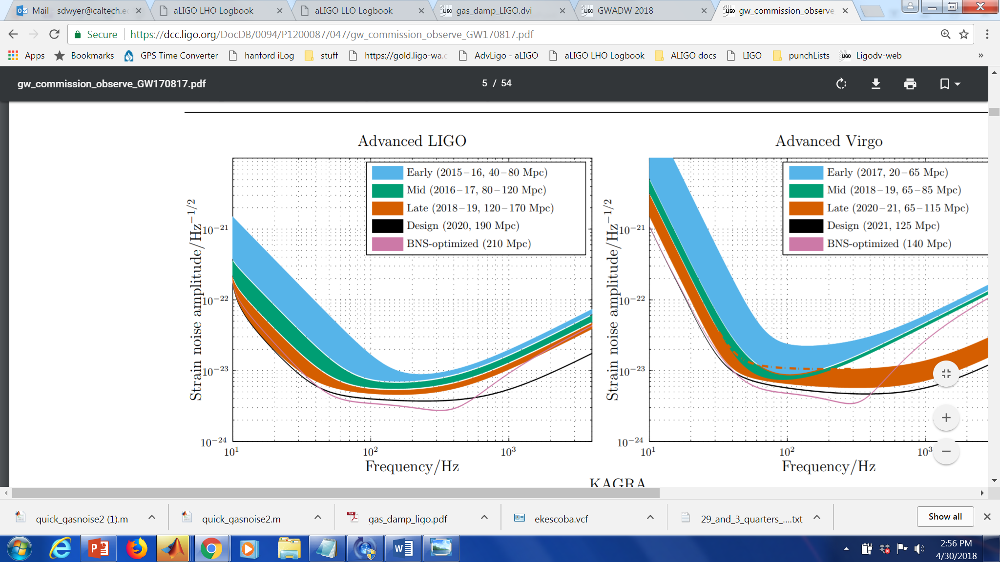 Mail - sdwyer@caltech.e
aLIGO LHO Logbook
aLIGO LLO Logbook
LIGO gas_damp_LIGO.dvi
LIGO GWADW 2018
LIGO gw_commission_observe
Secure https://dcc.ligo.org/DocDB/0094/P1200087/047/gw_commission_observe_GW170817.pdf
Apps Bookmarks GPS Time Converter hanford iLog stuff https://gold.ligo-wa.c AdvLigo - aLIGO aLIGO LHO Logbook ALIGO docs LIGO punchLists LIGO Ligodv-web »
gw_commission_observe_GW170817.pdf
5 / 54
Advanced LIGO
Early (2015–16, 40–80 Mpc)
Mid (2016–17, 80–120 Mpc)
Late (2018–19, 120–170 Mpc)
Design (2020, 190 Mpc)
BNS-optimized (210 Mpc)
Strain noise amplitude/Hz^−1/2
10^−21
10^−22
10^−23
10^−24
10^1 10^2 10^3
Frequency/Hz
Advanced Virgo
Early (2017, 20–65 Mpc)
Mid (2018–19, 65–85 Mpc)
Late (2020–21, 65–115 Mpc)
Design (2021, 125 Mpc)
BNS-optimized (140 Mpc)
Strain noise amplitude/Hz^−1/2
10^−21
10^−22
10^−23
10^−24
10^1 10^2 10^3
Frequency/Hz
KAGRA
quick_gasnoise2 (1).m
quick_gasnoise2.m
gas_damp_ligo.pdf
ekescoba.vcf
29_and_3_quarters_....txt
Show all
2:56 PM
4/30/2018